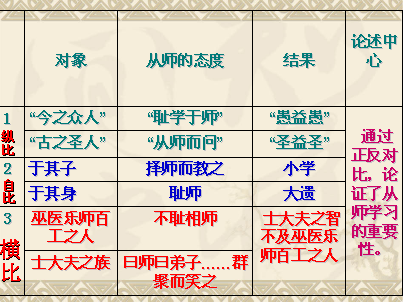 对象 从师的态度 结果 论述中
心
1 “今之众人” “耻学于师” “愚益愚”
纵
比 “古之圣人” “从师而问” “圣益圣”
2 于其子 择师而教之 小学
自
比 于其身 耻师 大遗
3 巫医乐师百
工之人 不耻相师 士大夫之智
不及巫医乐
师百工之人
横
比 士大夫之族 曰师曰弟子……群
聚而笑之
通过
正反对
比，论
证了从
师学习
的重要
性。